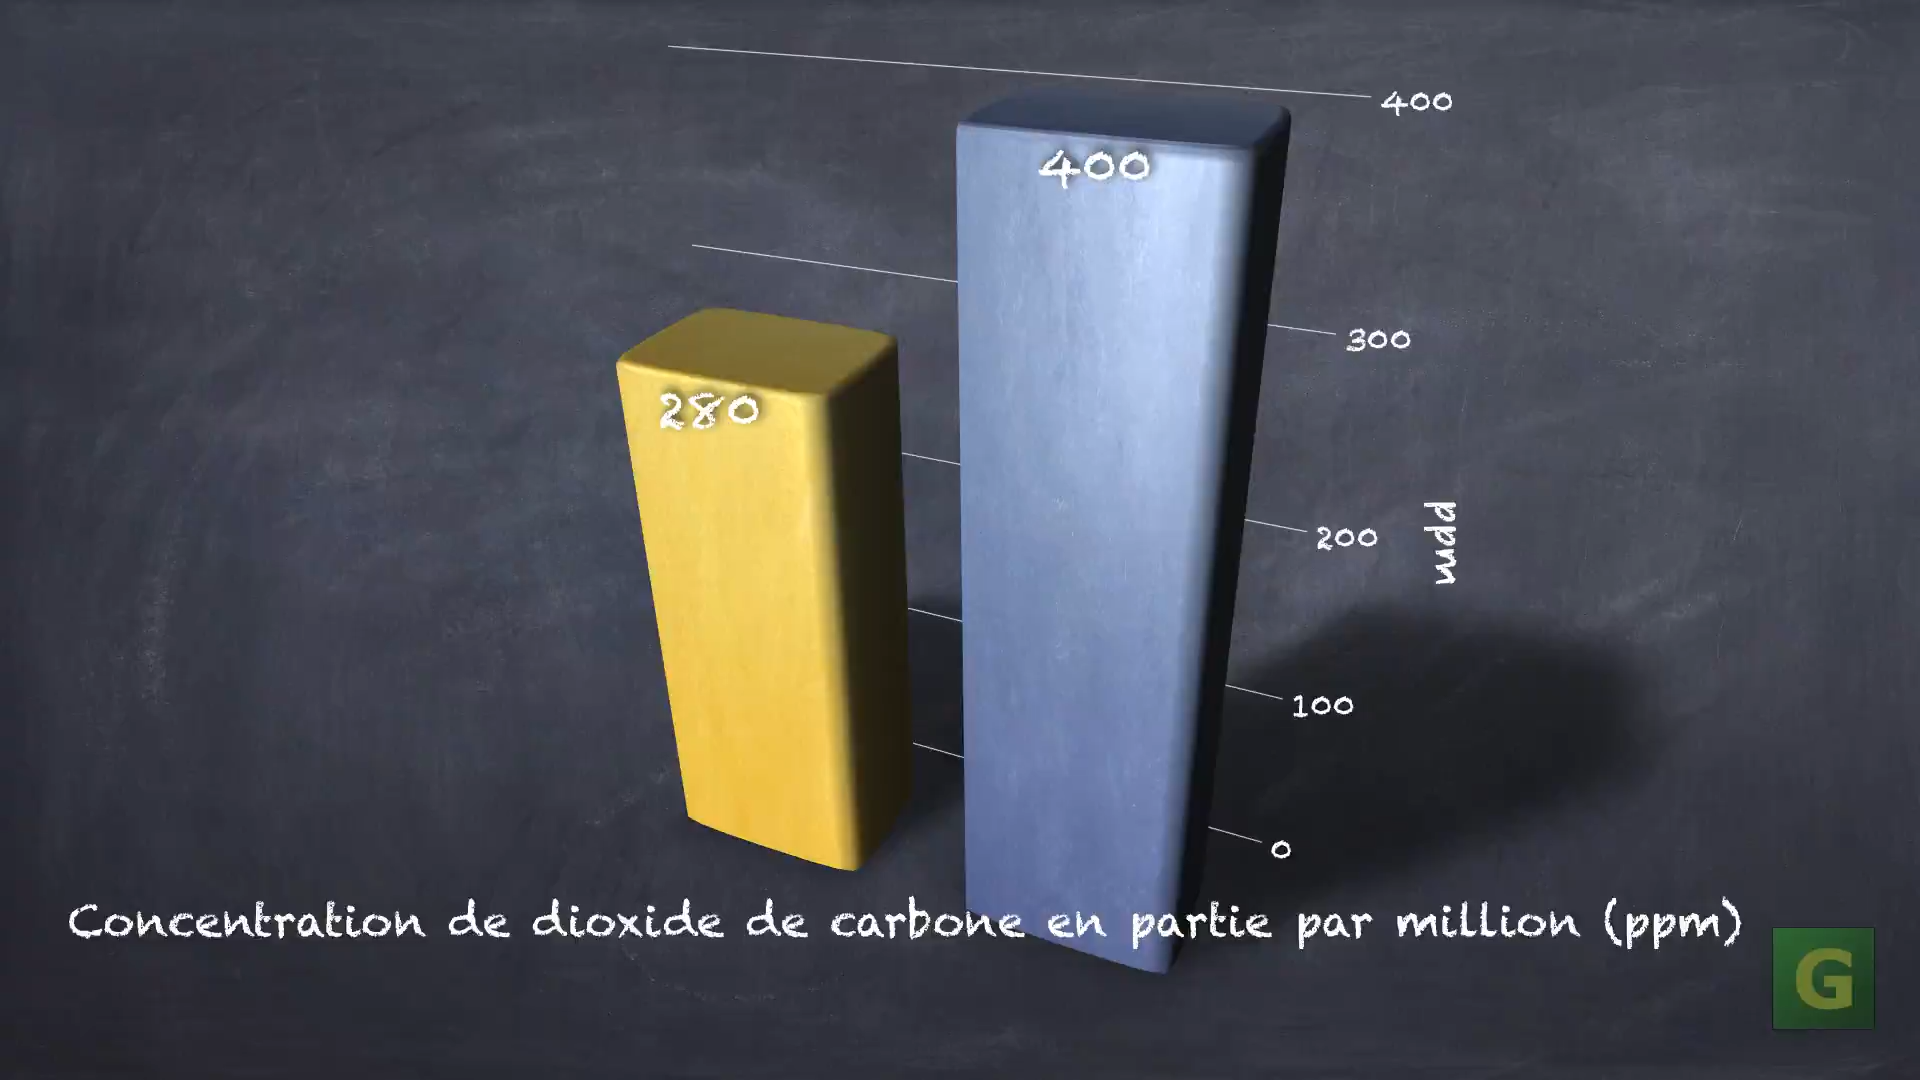 400
400
280
300
200
ppm
100
0
Concentration de dioxide de carbone en partie par million (ppm)
G